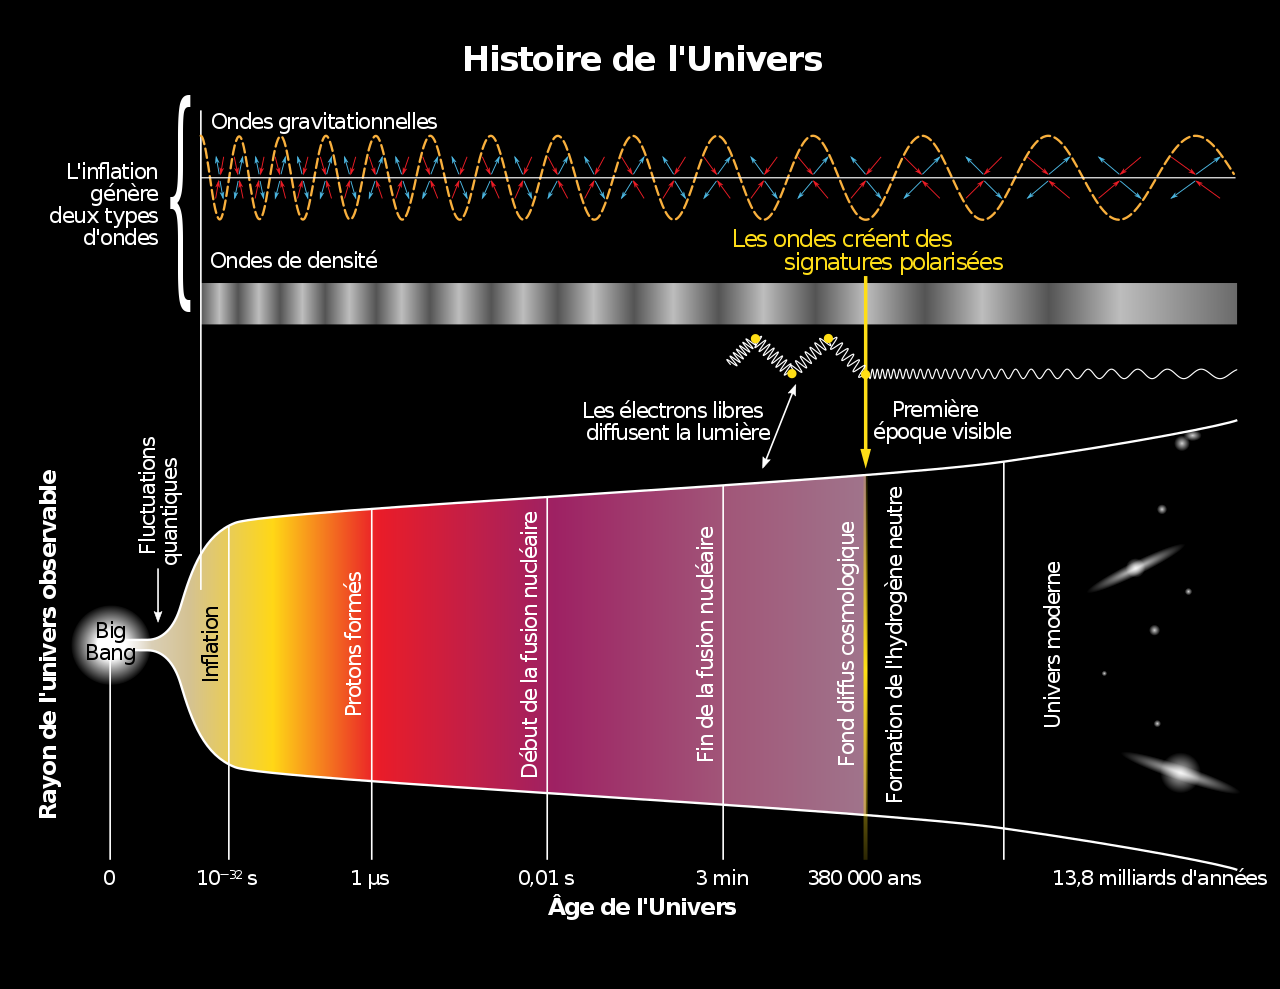 Histoire de l'Univers
Ondes gravitationnelles
L'inflation
génère
deux types
d'ondes
Les ondes créent des
signatures polarisées
Ondes de densité
Les électrons libres
diffusent la lumière
Première
époque visible
Fluctuations
quantiques
Rayon de l'univers observable
Big
Bang
Inflation
Protons formés
Début de la fusion nucléaire
Fin de la fusion nucléaire
Fond diffus cosmologique
Formation de l'hydrogène neutre
Univers moderne
0
10⁻³² s
1 µs
0,01 s
3 min
380 000 ans
13,8 milliards d'années
Âge de l'Univers